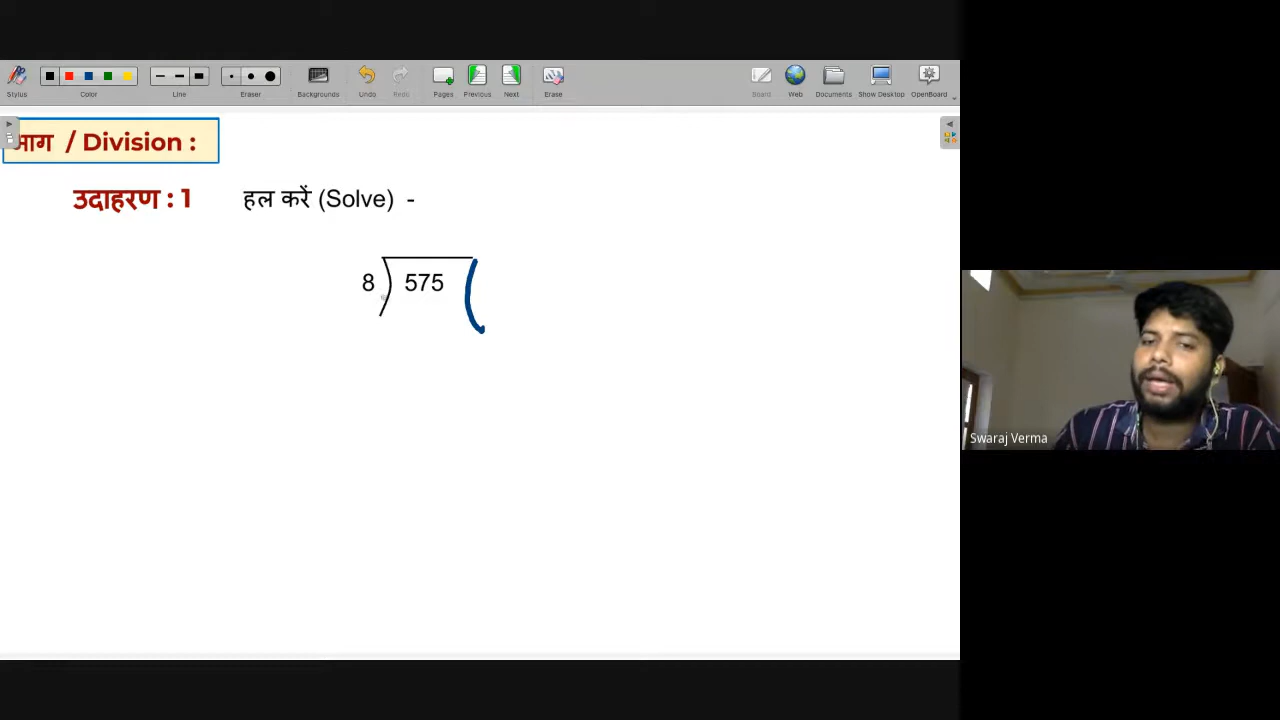 Stylus
Color
Line
Eraser
Backgrounds
Undo
Redo
Pages
Previous
Next
Erase
Board
Web
Documents
Show Desktop
OpenBoard
भाग / Division :
उदाहरण : 1 हल करें (Solve) -
8 ) 575 (
Swaraj Verma